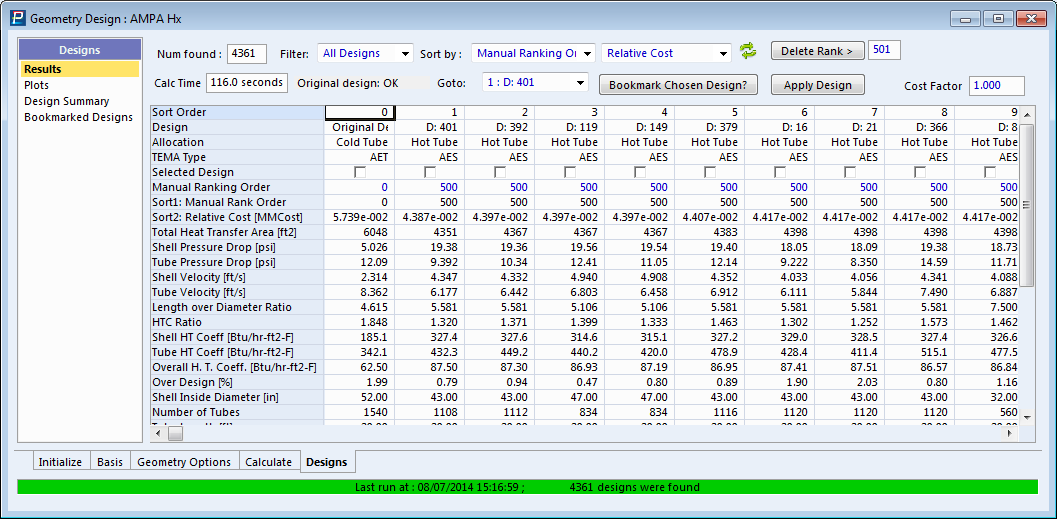 Geometry Design : AMPA Hx
Designs
Results
Plots
Design Summary
Bookmarked Designs
Num found : 4361 Filter: All Designs Sort by : Manual Ranking Or Relative Cost Delete Rank > 501
Calc Time 116.0 seconds Original design: OK Goto: 1 : D: 401 Bookmark Chosen Design? Apply Design Cost Factor 1.000
Sort Order 0 1 2 3 4 5 6 7 8 9
Design Original De D: 401 D: 392 D: 119 D: 149 D: 379 D: 16 D: 21 D: 366 D: 8
Allocation Cold Tube Hot Tube Hot Tube Hot Tube Hot Tube Hot Tube Hot Tube Hot Tube Hot Tube Hot Tube
TEMA Type AET AES AES AES AES AES AES AES AES AES
Selected Design
Manual Ranking Order 0 500 500 500 500 500 500 500 500 500
Sort1: Manual Rank Order 0 500 500 500 500 500 500 500 500 500
Sort2: Relative Cost [MMCost] 5.739e-002 4.387e-002 4.397e-002 4.397e-002 4.397e-002 4.407e-002 4.417e-002 4.417e-002 4.417e-002 4.417e-002
Total Heat Transfer Area [ft2] 6048 4351 4367 4367 4367 4383 4398 4398 4398 4398
Shell Pressure Drop [psi] 5.026 19.38 19.36 19.56 19.54 19.40 18.05 18.09 19.38 18.73
Tube Pressure Drop [psi] 12.09 9.392 10.34 12.41 11.05 12.14 9.222 8.350 14.59 11.71
Shell Velocity [ft/s] 2.314 4.347 4.332 4.940 4.908 4.352 4.033 4.056 4.341 4.088
Tube Velocity [ft/s] 8.362 6.177 6.442 6.803 6.458 6.912 6.111 5.844 7.490 6.887
Length over Diameter Ratio 4.615 5.581 5.581 5.106 5.106 5.581 5.581 5.581 5.581 7.500
HTC Ratio 1.848 1.320 1.371 1.399 1.333 1.463 1.302 1.252 1.573 1.462
Shell HT Coeff [Btu/hr-ft2-F] 185.1 327.4 327.6 314.6 315.1 327.2 329.0 328.5 327.4 326.6
Tube HT Coeff [Btu/hr-ft2-F] 342.1 432.3 449.2 440.2 420.0 478.9 428.4 411.4 515.1 477.5
Overall H. T. Coeff. [Btu/hr-ft2-F] 62.50 87.50 87.30 86.93 87.19 86.95 87.41 87.51 86.57 86.84
Over Design [%] 1.99 0.79 0.94 0.47 0.80 0.89 1.90 2.03 0.80 1.16
Shell Inside Diameter [in] 52.00 43.00 43.00 47.00 47.00 43.00 43.00 43.00 43.00 32.00
Number of Tubes 1540 1108 1112 834 834 1116 1120 1120 1120 560
Initialize Basis Geometry Options Calculate Designs
Last run at : 08/07/2014 15:16:59 ; 4361 designs were found